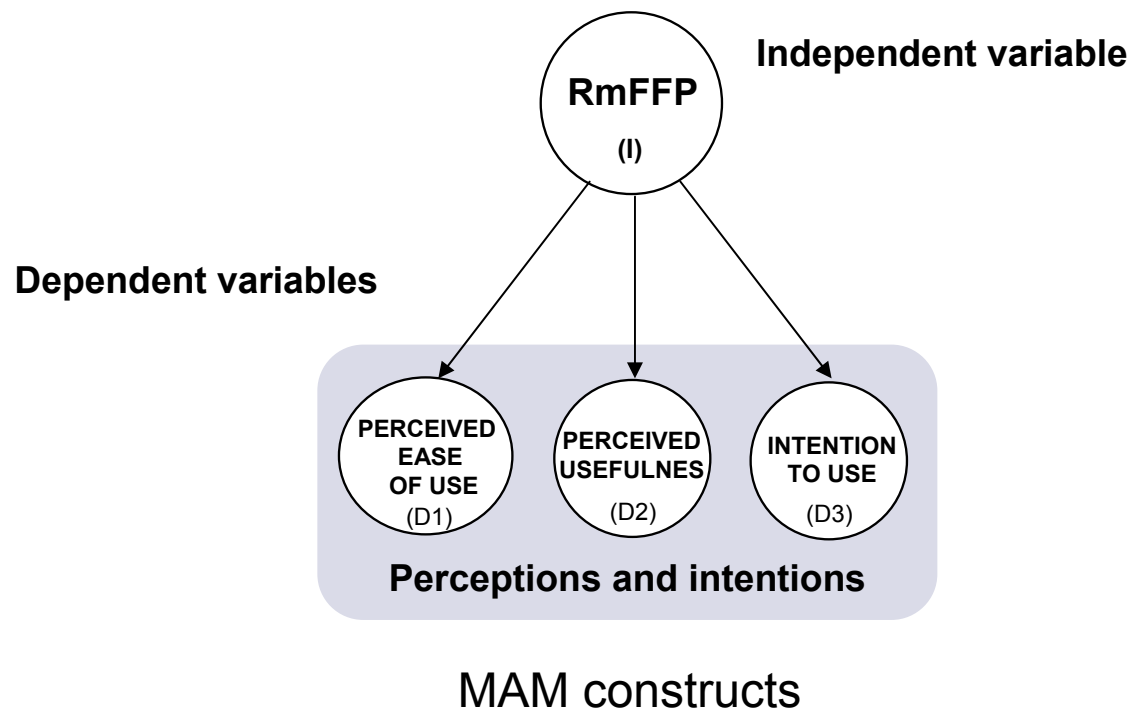 Independent variable
RmFFP
(I)
Dependent variables
PERCEIVED
EASE
OF USE
(D1)
PERCEIVED
USEFULNES
(D2)
INTENTION
TO USE
(D3)
Perceptions and intentions
MAM constructs